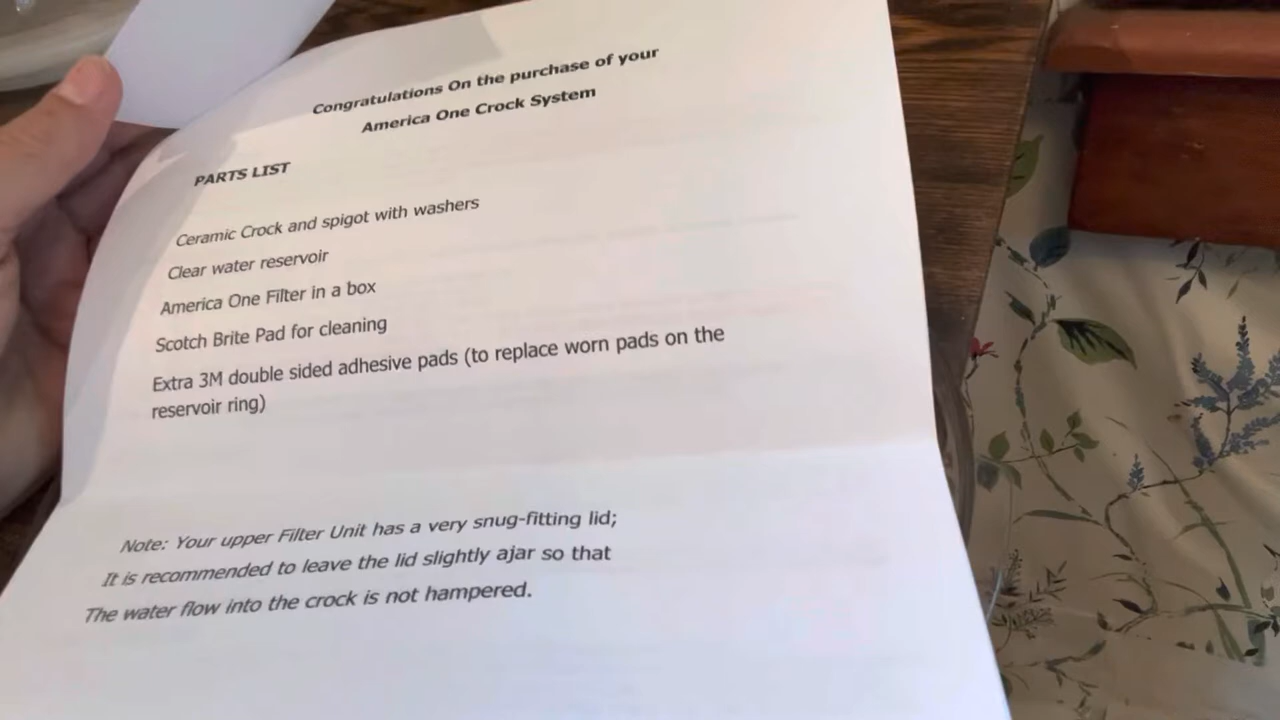 Congratulations On the purchase of your
America One Crock System
PARTS LIST
Ceramic Crock and spigot with washers
Clear water reservoir
America One Filter in a box
Scotch Brite Pad for cleaning
Extra 3M double sided adhesive pads (to replace worn pads on the
reservoir ring)
Note: Your upper Filter Unit has a very snug-fitting lid;
It is recommended to leave the lid slightly ajar so that
The water flow into the crock is not hampered.